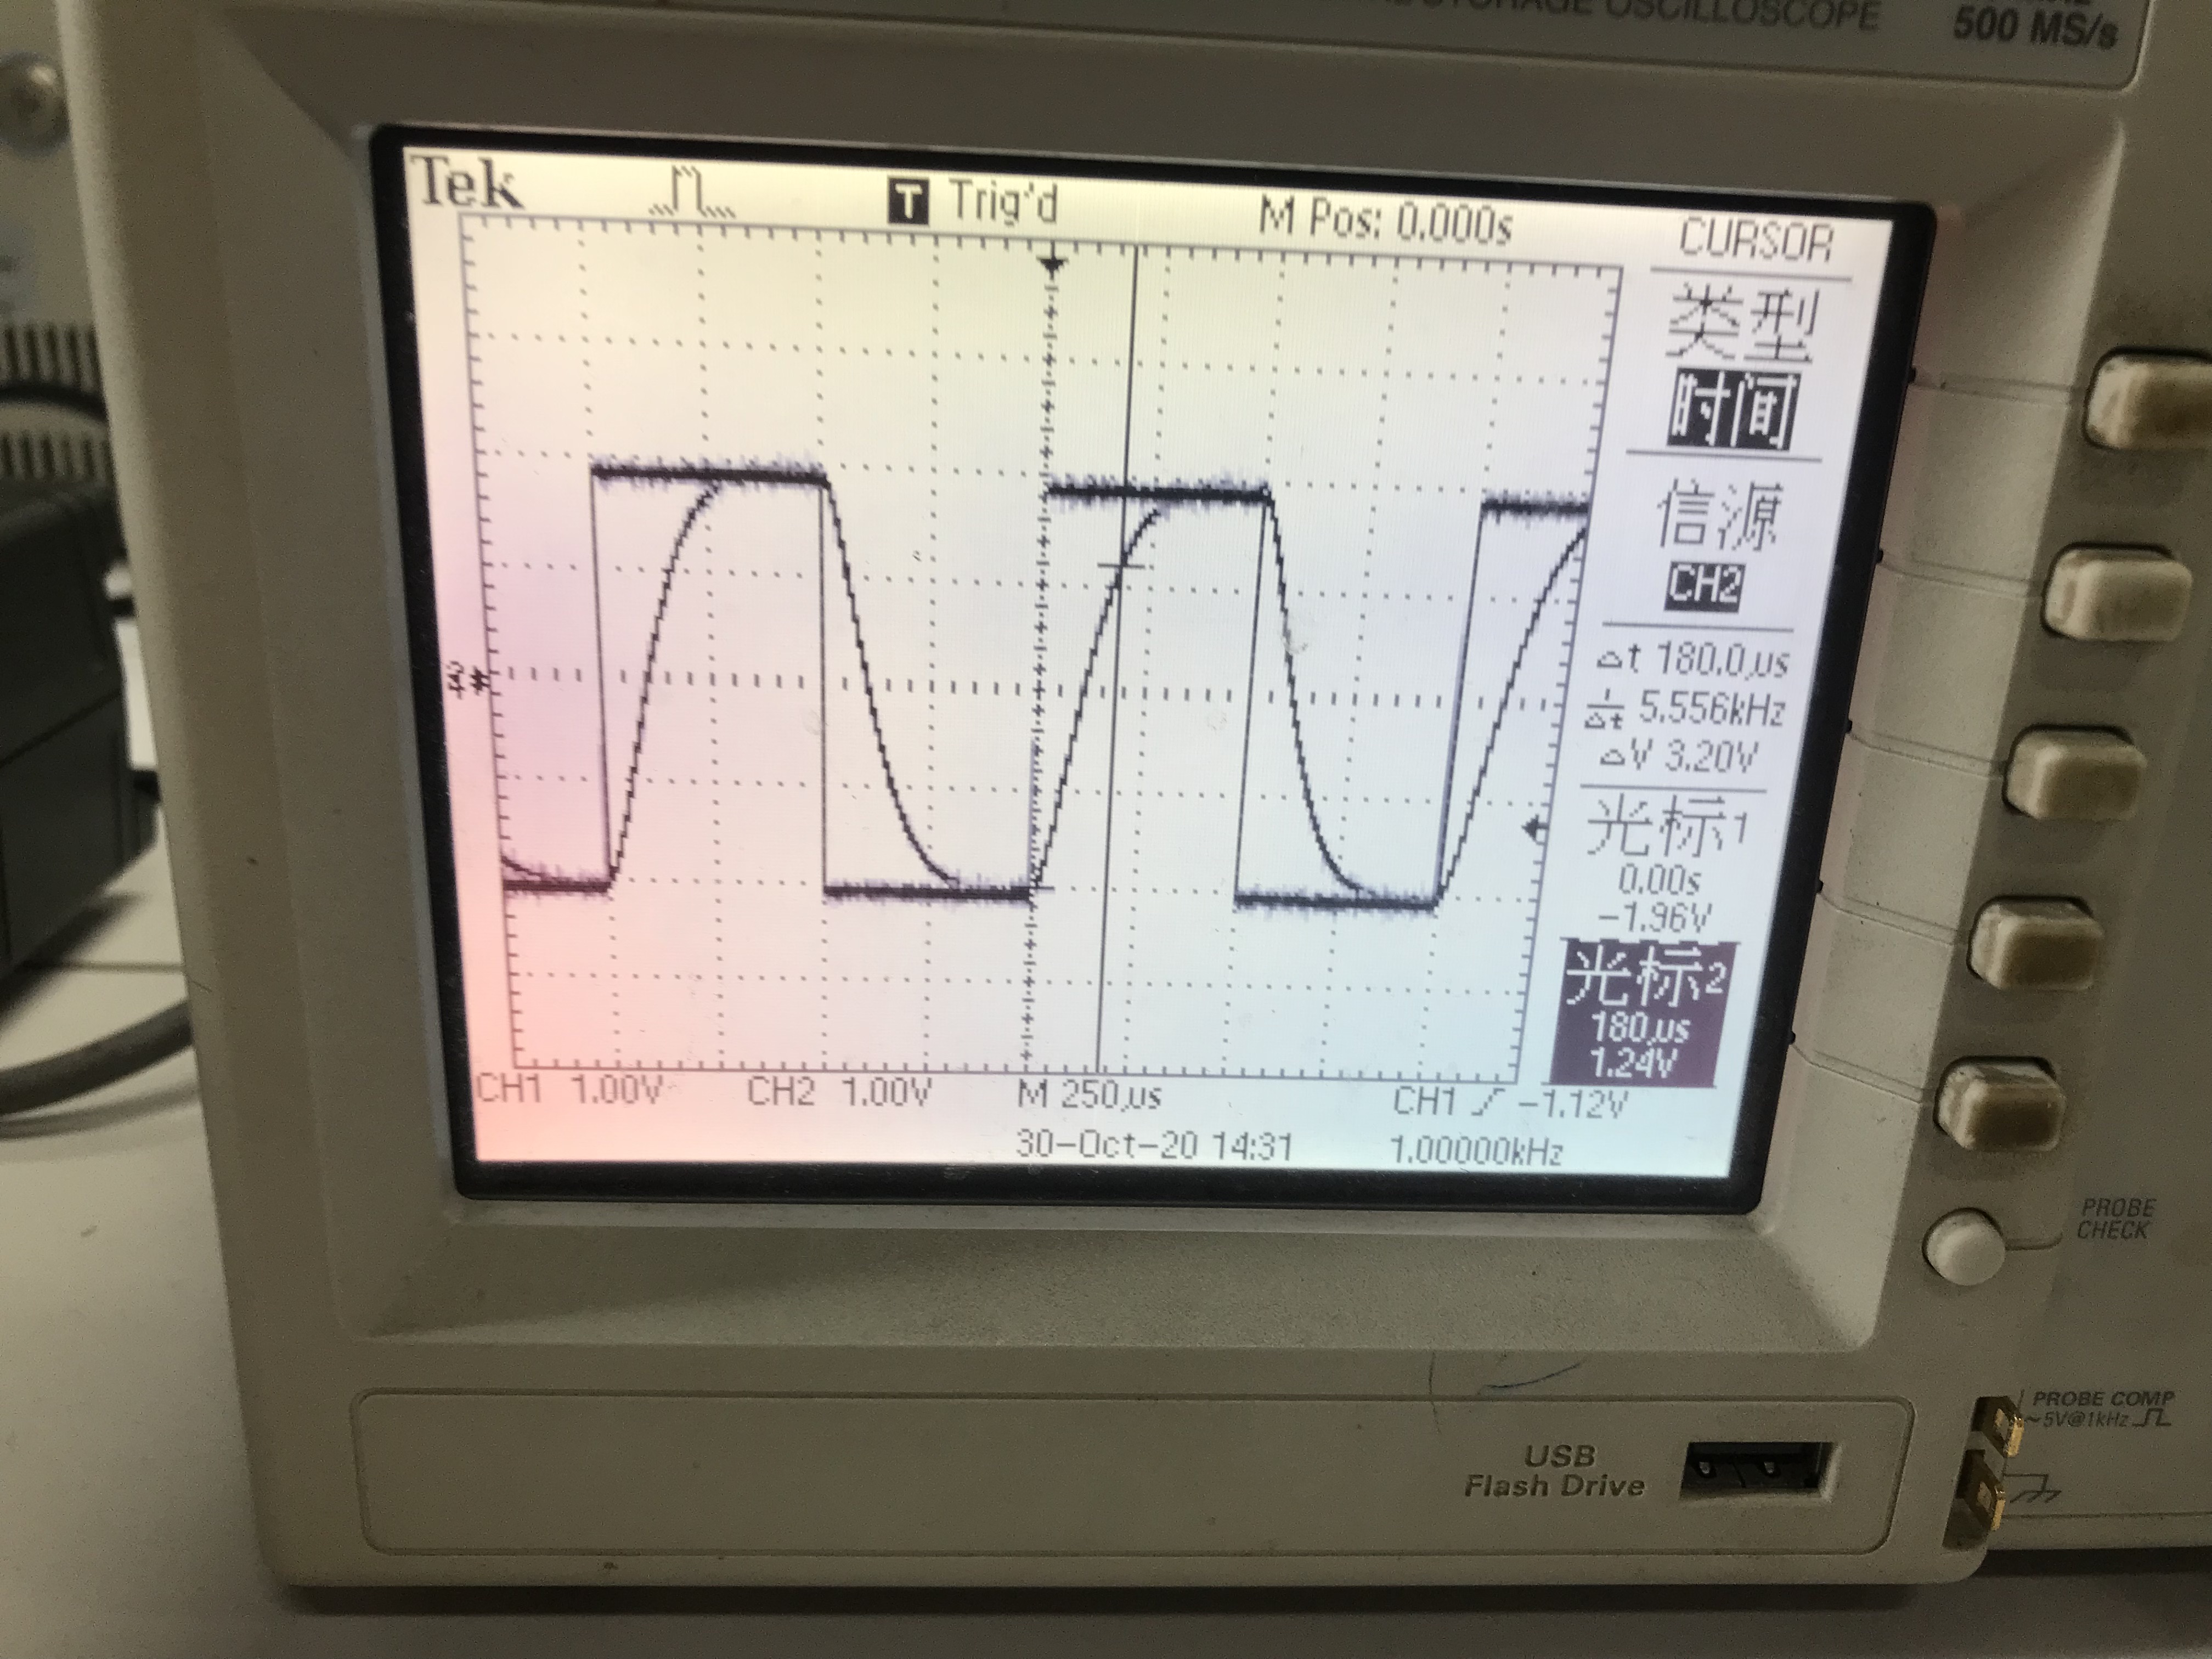 STORAGE OSCILLOSCOPE
500 MS/s
Tek
T Trig'd
M Pos: 0.000s
CURSOR
类型
时间
信源
CH2
△t 180.0µs
1/△t 5.556kHz
△V 3.20V
光标1
0.00s
-1.96V
光标2
180µs
1.24V
CH1 1.00V
CH2 1.00V
M 250µs
CH1 -1.12V
30-Oct-20 14:31
1.00000kHz
PROBE
CHECK
PROBE COMP
~5V@1kHz
USB
Flash Drive